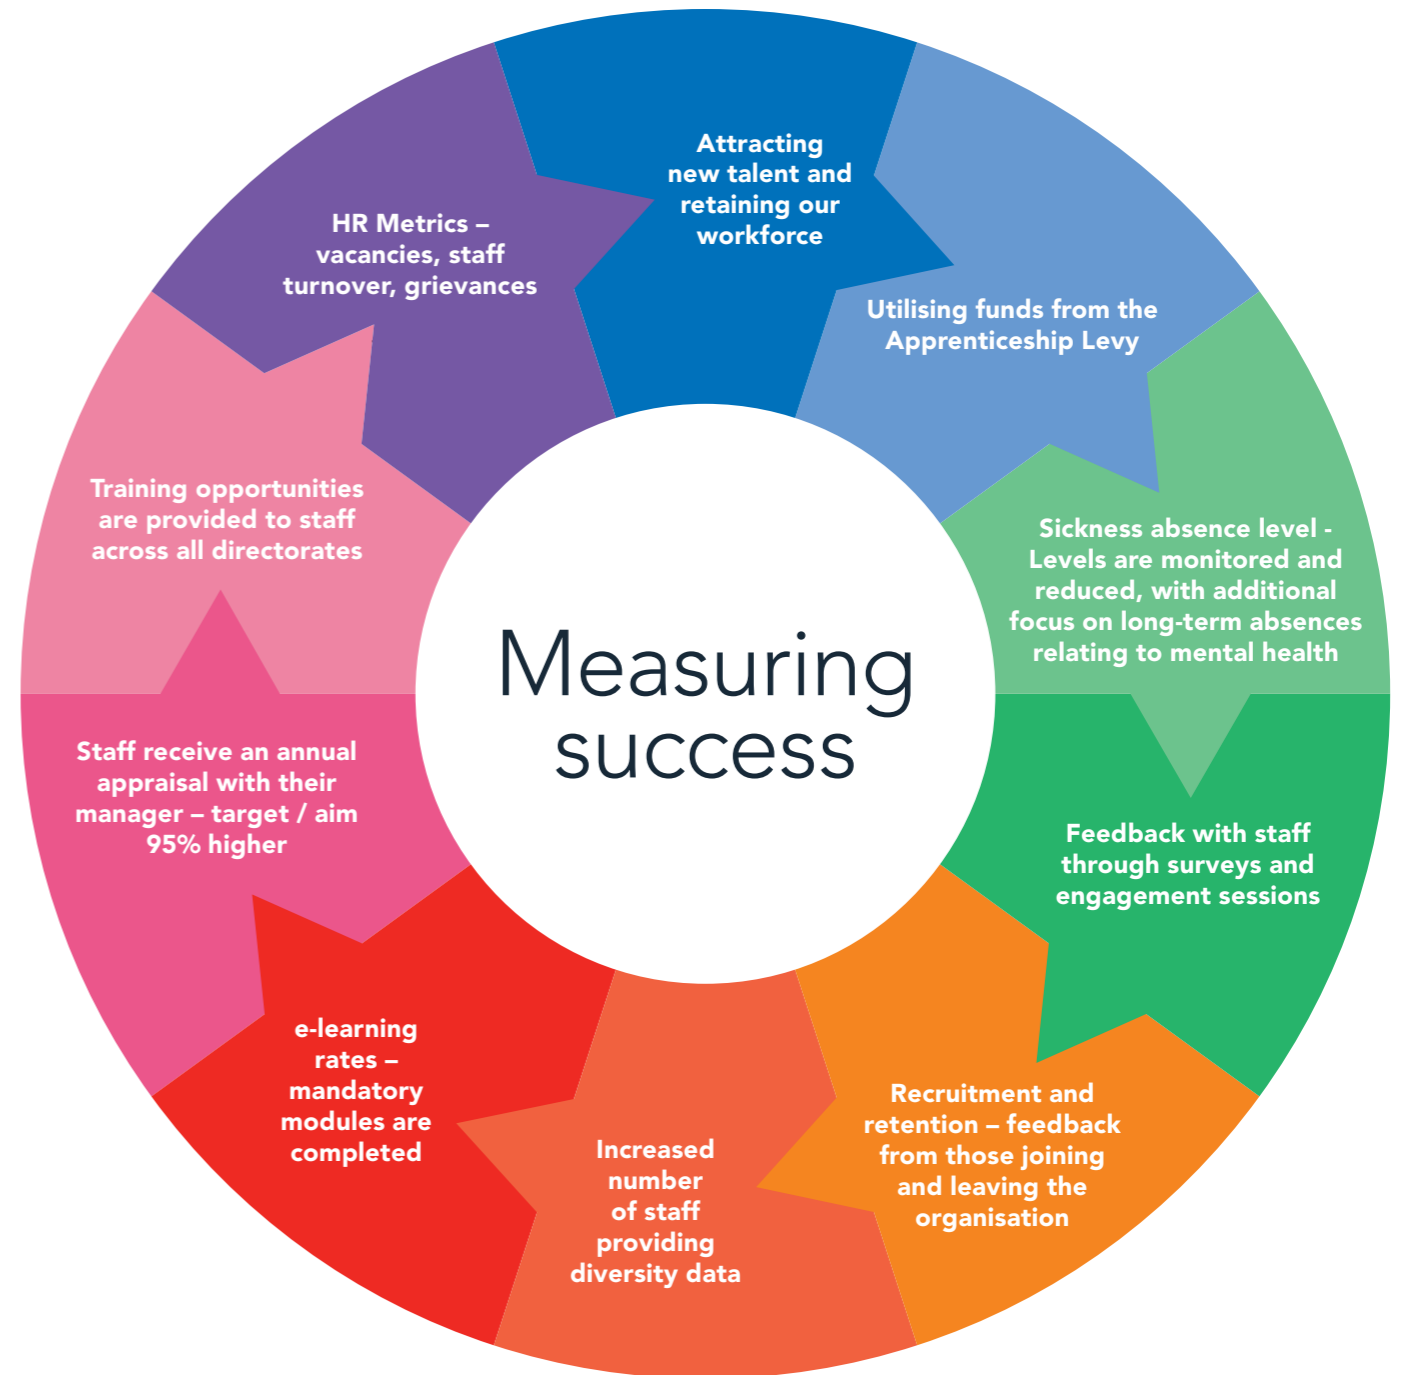 Attracting
new talent and
retaining our
workforce
Utilising funds from the
Apprenticeship Levy
Sickness absence level -
Levels are monitored and
reduced, with additional
focus on long-term absences
relating to mental health
Feedback with staff
through surveys and
engagement sessions
Recruitment and
retention – feedback
from those joining
and leaving the
organisation
Increased
number
of staff
providing
diversity data
e-learning
rates –
mandatory
modules are
completed
Staff receive an annual
appraisal with their
manager – target / aim
95% higher
Training opportunities
are provided to staff
across all directorates
HR Metrics –
vacancies, staff
turnover, grievances
Measuring
success